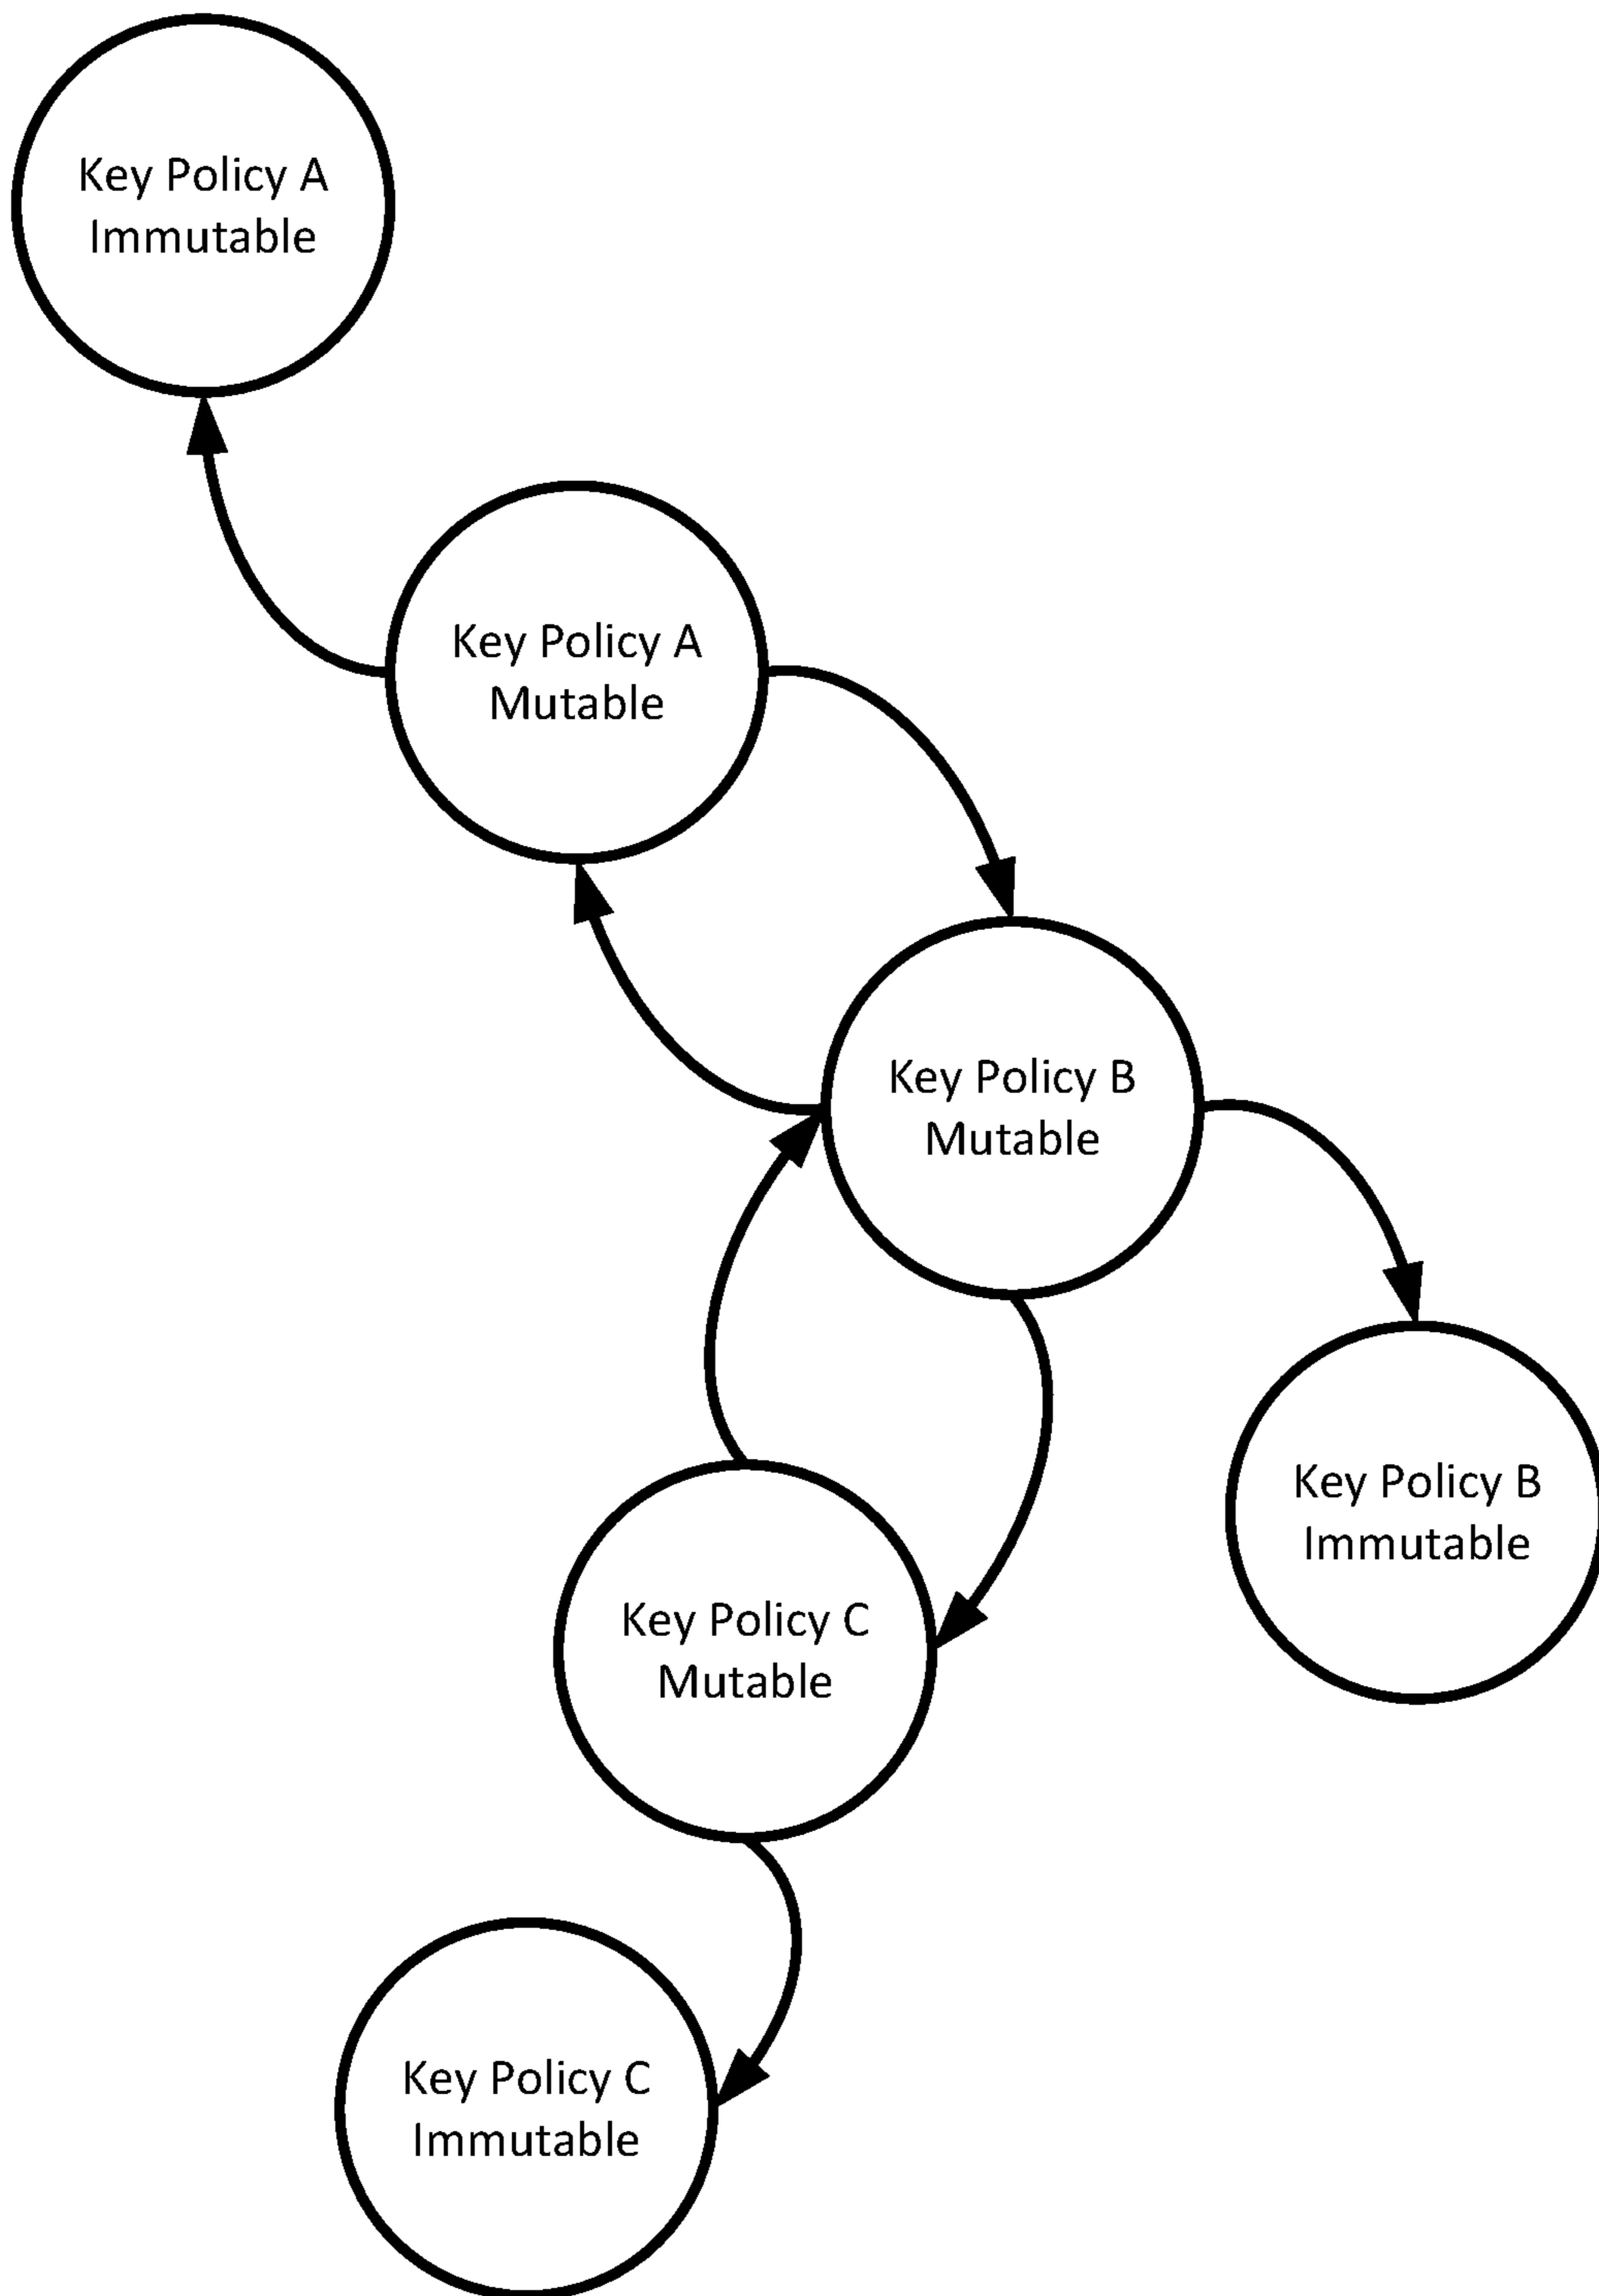 Key Policy A
Immutable
Key Policy A
Mutable
Key Policy B
Mutable
Key Policy B
Immutable
Key Policy C
Mutable
Key Policy C
Immutable